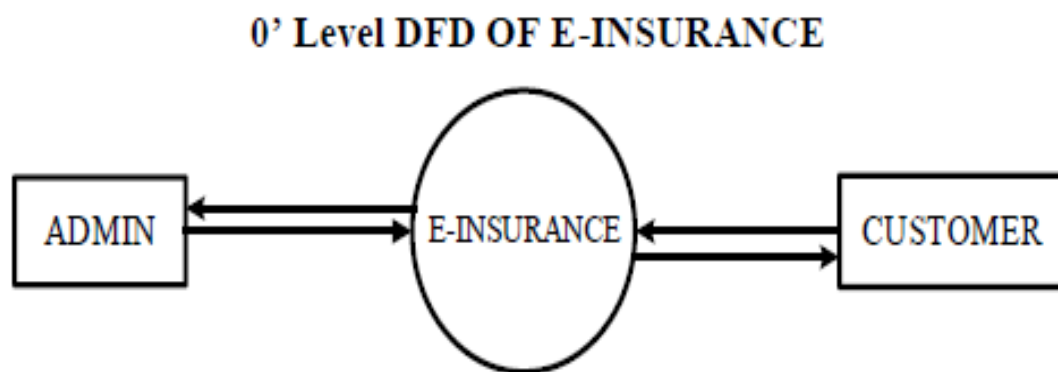 0’ Level DFD OF E-INSURANCE
ADMIN
E-INSURANCE
CUSTOMER